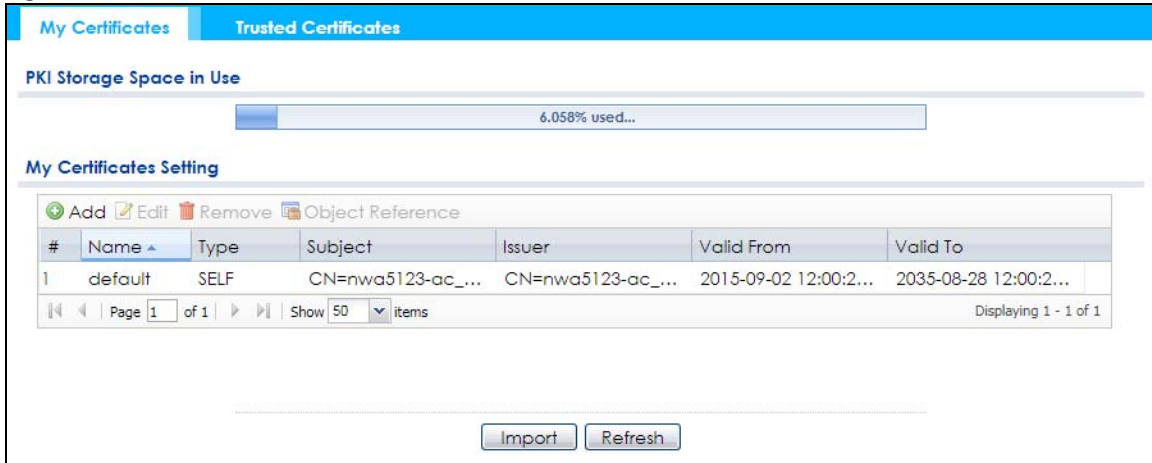 My Certificates Trusted Certificates
PKI Storage Space in Use
6.058% used...
My Certificates Setting
Add Edit Remove Object Reference
# Name Type Subject Issuer Valid From Valid To
1 default SELF CN=nwa5123-ac_... CN=nwa5123-ac_... 2015-09-02 12:00:2... 2035-08-28 12:00:2...
Page 1 of 1 Show 50 items Displaying 1 - 1 of 1
Import Refresh